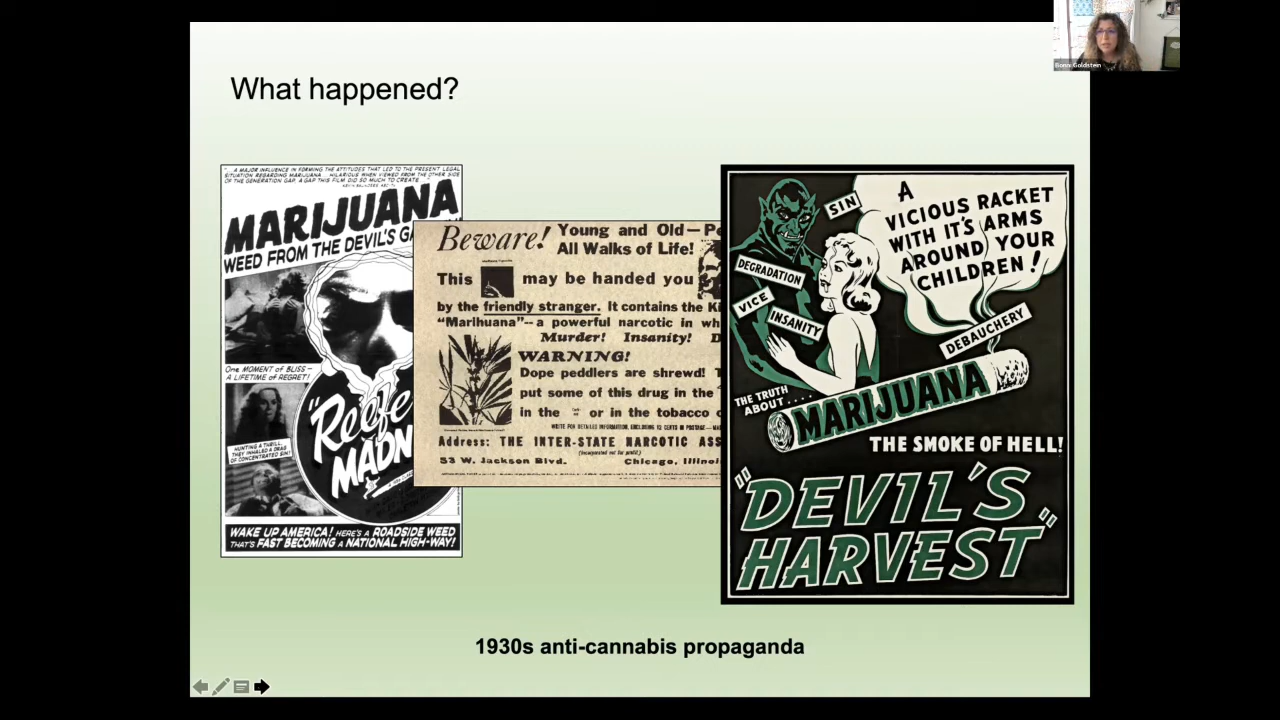 Bonni Goldstein
What happened?
"... A MAJOR INFLUENCE IN FORMING THE ATTITUDES THAT LED TO THE PRESENT LEGAL
SITUATION REGARDING MARIJUANA... HILARIOUS WHEN VIEWED FROM THE OTHER SIDE
OF THE GENERATION GAP, A GAP THIS FILM DID SO MUCH TO CREATE."
MARIJUANA
WEED FROM THE DEVIL'S GA
One MOMENT of BLISS –
A LIFETIME of REGRET!
HUNTING A THRILL,
THEY INHALED A DRAG
OF CONCENTRATED SIN!
"Reefe
MADN
WAKE UP AMERICA! HERE'S A ROADSIDE WEED
THAT'S FAST BECOMING A NATIONAL HIGH-WAY!
Beware! Young and Old—Pe
All Walks of Life!
This may be handed you
by the friendly stranger. It contains the Ki
"Marihuana"-- a powerful narcotic in wh
Murder! Insanity! D
WARNING!
Dope peddlers are shrewd! T
put some of this drug in the
in the or in the tobacco c
WRITE FOR DETAILED INFORMATION, ENCLOSING 12 CENTS IN POSTAGE—MA
Address: THE INTER-STATE NARCOTIC ASS
(Incorporated not for profit)
53 W. Jackson Blvd. Chicago, Illinoi
SIN
A
VICIOUS RACKET
WITH IT'S ARMS
AROUND YOUR
CHILDREN!
DEGRADATION
VICE
INSANITY
DEBAUCHERY
THE TRUTH
ABOUT....
MARIJUANA
THE SMOKE OF HELL!
"DEVIL'S
HARVEST"
1930s anti-cannabis propaganda